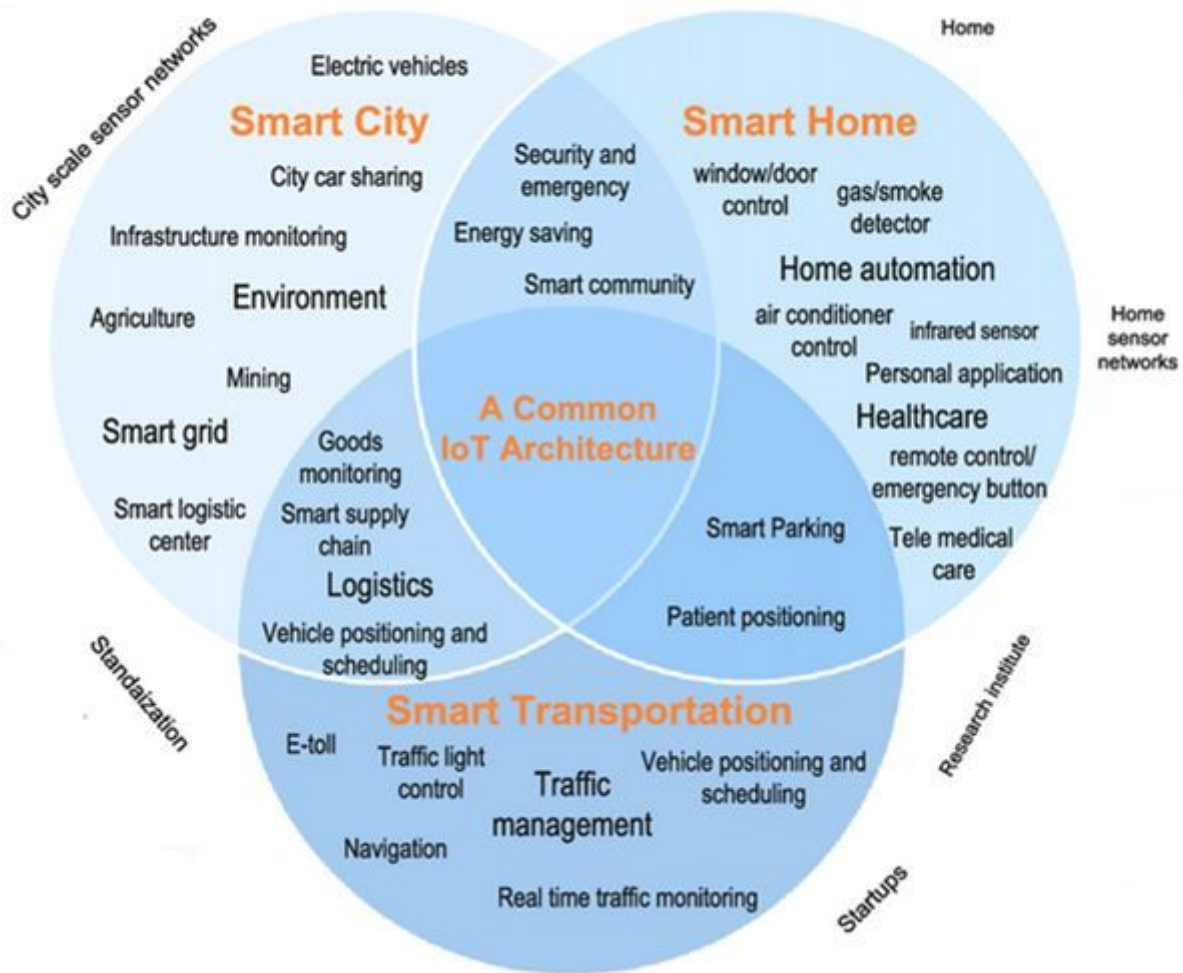 City scale sensor networks
Electric vehicles
Smart City
City car sharing
Infrastructure monitoring
Environment
Agriculture
Mining
Smart grid
Smart logistic
center
Security and
emergency
Energy saving
Smart community
Home
Smart Home
window/door
control
gas/smoke
detector
Home automation
air conditioner
control
infrared sensor
Personal application
Healthcare
remote control/
emergency button
Tele medical
care
Home
sensor
networks
A Common
IoT Architecture
Goods
monitoring
Smart supply
chain
Logistics
Vehicle positioning and
scheduling
Smart Parking
Patient positioning
Standaization
Smart Transportation
E-toll
Traffic light
control
Traffic
management
Vehicle positioning and
scheduling
Navigation
Real time traffic monitoring
Research institute
Startups